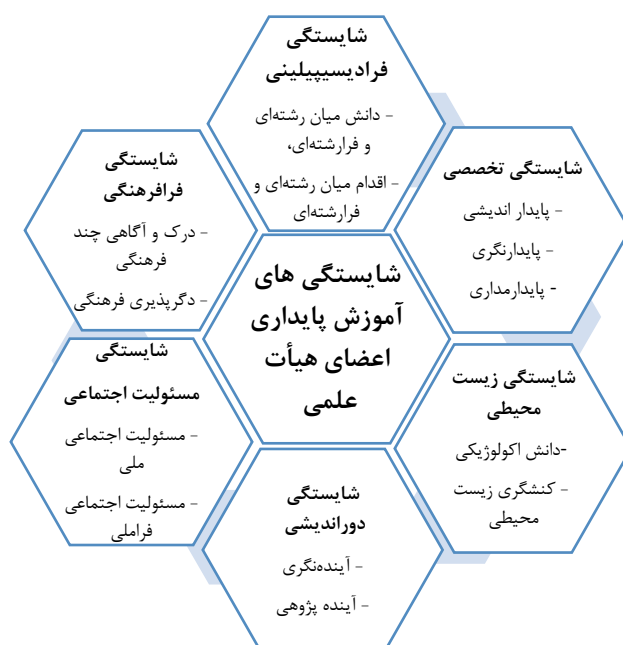 شایستگی
فرادیسیپیلینی
- دانش میان رشته‌ای
و فرارشته‌ای،
- اقدام میان رشته‌ای و
فرارشته‌ای
شایستگی تخصصی
- پایدار اندیشی
- پایدارنگری
- پایدارمداری
شایستگی زیست
محیطی
-دانش اکولوژیکی
- کنشگری زیست
محیطی
شایستگی
دوراندیشی
- آینده‌نگری
- آینده پژوهی
شایستگی
مسئولیت اجتماعی
- مسئولیت اجتماعی
ملی
- مسئولیت اجتماعی
فراملی
شایستگی
فرافرهنگی
- درک و آگاهی چند
فرهنگی
- دگرپذیری فرهنگی
شایستگی های
آموزش پایداری
اعضای هیأت
علمی